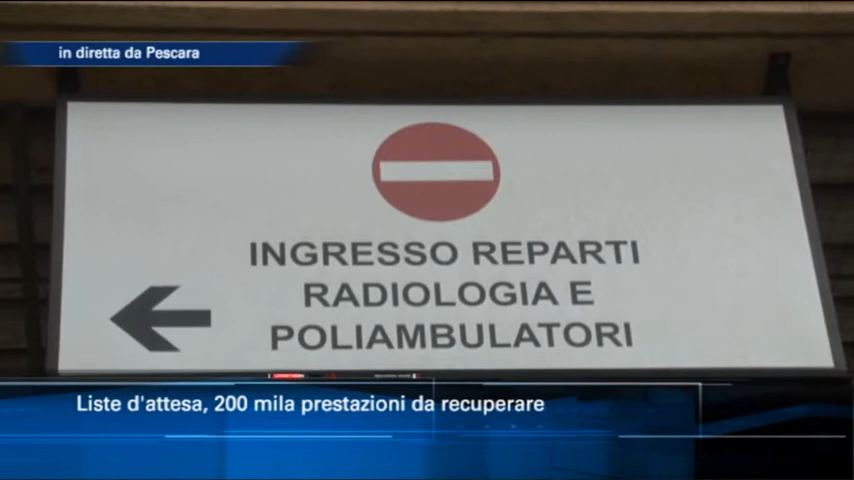 in diretta da Pescara
INGRESSO REPARTI
RADIOLOGIA E
POLIAMBULATORI
Liste d'attesa, 200 mila prestazioni da recuperare